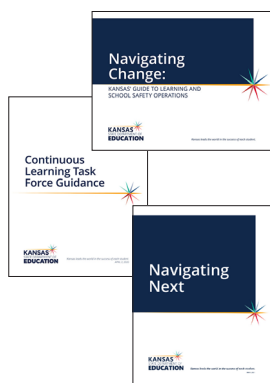 Navigating
Change:
KANSAS' GUIDE TO LEARNING AND
SCHOOL SAFETY OPERATIONS
KANSAS
EDUCATION
Continuous
Learning Task
Force Guidance
KANSAS
EDUCATION
Navigating
Next
KANSAS
EDUCATION